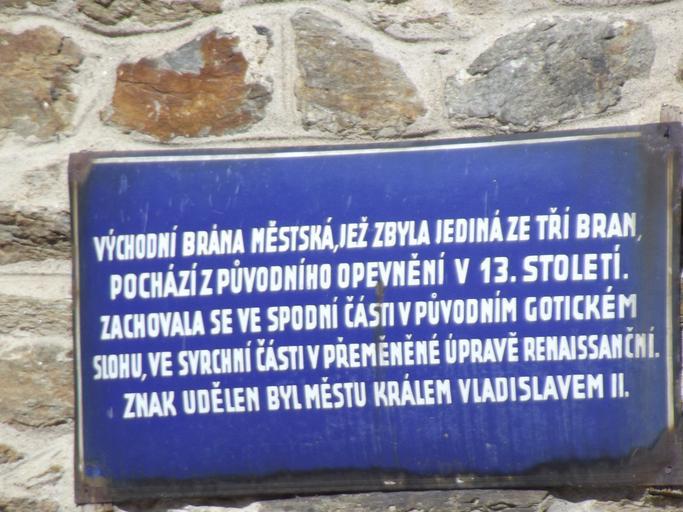 VÝCHODNÍ BRÁNA MĚSTSKÁ, JEŽ ZBYLA JEDINÁ ZE TŘÍ BRAN,
POCHÁZÍ Z PŮVODNÍHO OPEVNĚNÍ V 13. STOLETÍ.
ZACHOVALA SE VE SPODNÍ ČÁSTI V PŮVODNÍM GOTICKÉM
SLOHU, VE SVRCHNÍ ČÁSTI V PŘEMĚNĚNÉ ÚPRAVĚ RENAISSANČNÍ.
ZNAK UDĚLEN BYL MĚSTU KRÁLEM VLADISLAVEM II.